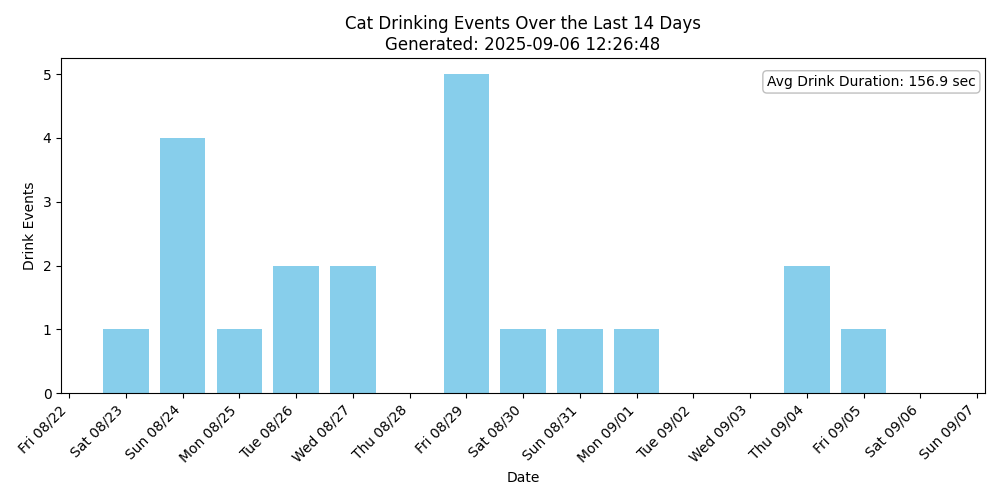 Cat Drinking Events Over the Last 14 Days
Generated: 2025-09-06 12:26:48
Avg Drink Duration: 156.9 sec
Drink Events
5
4
3
2
1
0
Fri 08/22
Sat 08/23
Sun 08/24
Mon 08/25
Tue 08/26
Wed 08/27
Thu 08/28
Fri 08/29
Sat 08/30
Sun 08/31
Mon 09/01
Tue 09/02
Wed 09/03
Thu 09/04
Fri 09/05
Sat 09/06
Sun 09/07
Date